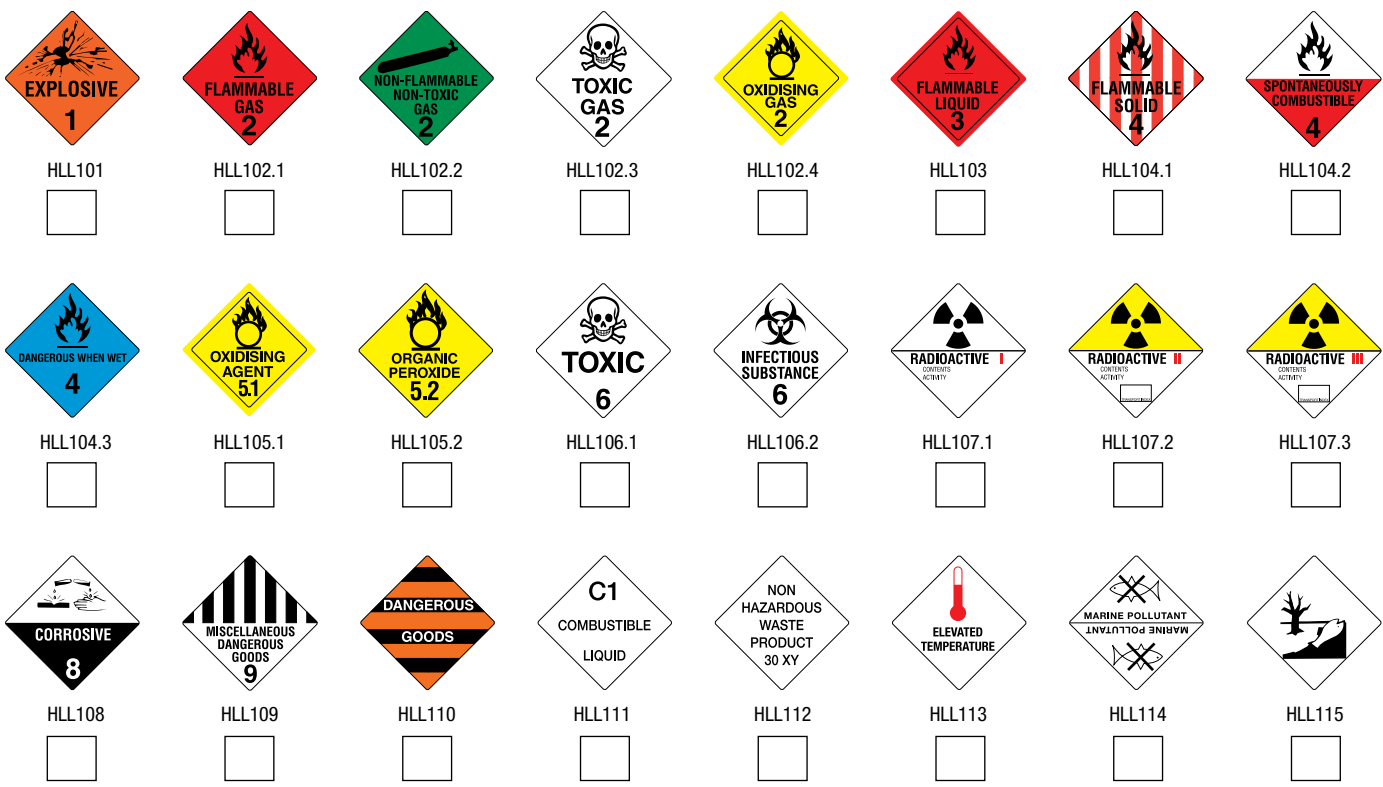 EXPLOSIVE
1
HLL101
FLAMMABLE
GAS
2
HLL102.1
NON-FLAMMABLE
NON-TOXIC
GAS
2
HLL102.2
TOXIC
GAS
2
HLL102.3
OXIDISING
GAS
2
HLL102.4
FLAMMABLE
LIQUID
3
HLL103
FLAMMABLE
SOLID
4
HLL104.1
SPONTANEOUSLY
COMBUSTIBLE
4
HLL104.2
DANGEROUS WHEN WET
4
HLL104.3
OXIDISING
AGENT
5.1
HLL105.1
ORGANIC
PEROXIDE
5.2
HLL105.2
TOXIC
6
HLL106.1
INFECTIOUS
SUBSTANCE
6
HLL106.2
RADIOACTIVE I
CONTENTS
ACTIVITY
HLL107.1
RADIOACTIVE II
CONTENTS
ACTIVITY
TRANSPORT INDEX
HLL107.2
RADIOACTIVE III
CONTENTS
ACTIVITY
TRANSPORT INDEX
HLL107.3
CORROSIVE
8
HLL108
MISCELLANEOUS
DANGEROUS
GOODS
9
HLL109
DANGEROUS
GOODS
HLL110
C1
COMBUSTIBLE
LIQUID
HLL111
NON
HAZARDOUS
WASTE
PRODUCT
30 XY
HLL112
ELEVATED
TEMPERATURE
HLL113
MARINE POLLUTANT
MARINE POLLUTANT
HLL114
HLL115